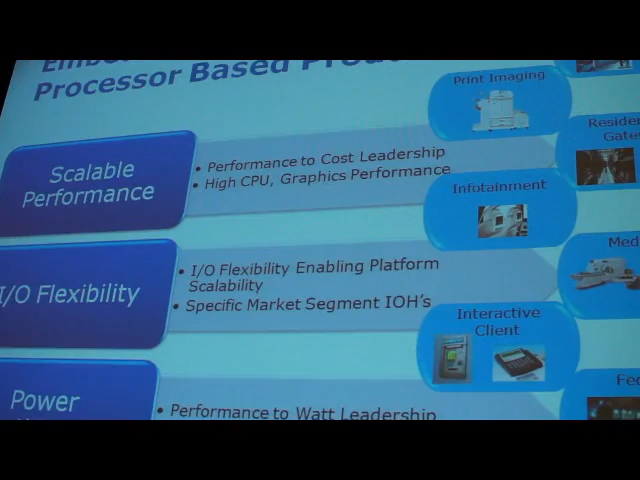 Processor Based
Print Imaging
Scalable
Performance
• Performance to Cost Leadership
• High CPU, Graphics Performance
Infotainment
I/O Flexibility
• I/O Flexibility Enabling Platform
Scalability
• Specific Market Segment IOH's
Interactive
Client
Power
• Performance to Watt Leadership